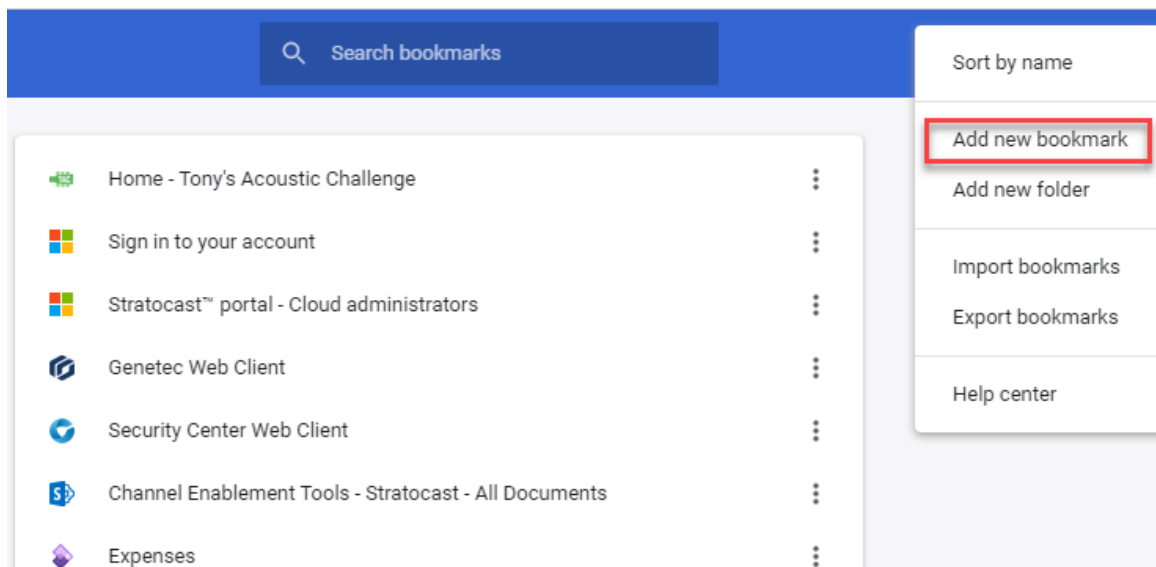 Search bookmarks
Sort by name
Add new bookmark
Add new folder
Import bookmarks
Export bookmarks
Help center
Home - Tony's Acoustic Challenge
Sign in to your account
Stratocast™ portal - Cloud administrators
Genetec Web Client
Security Center Web Client
Channel Enablement Tools - Stratocast - All Documents
Expenses